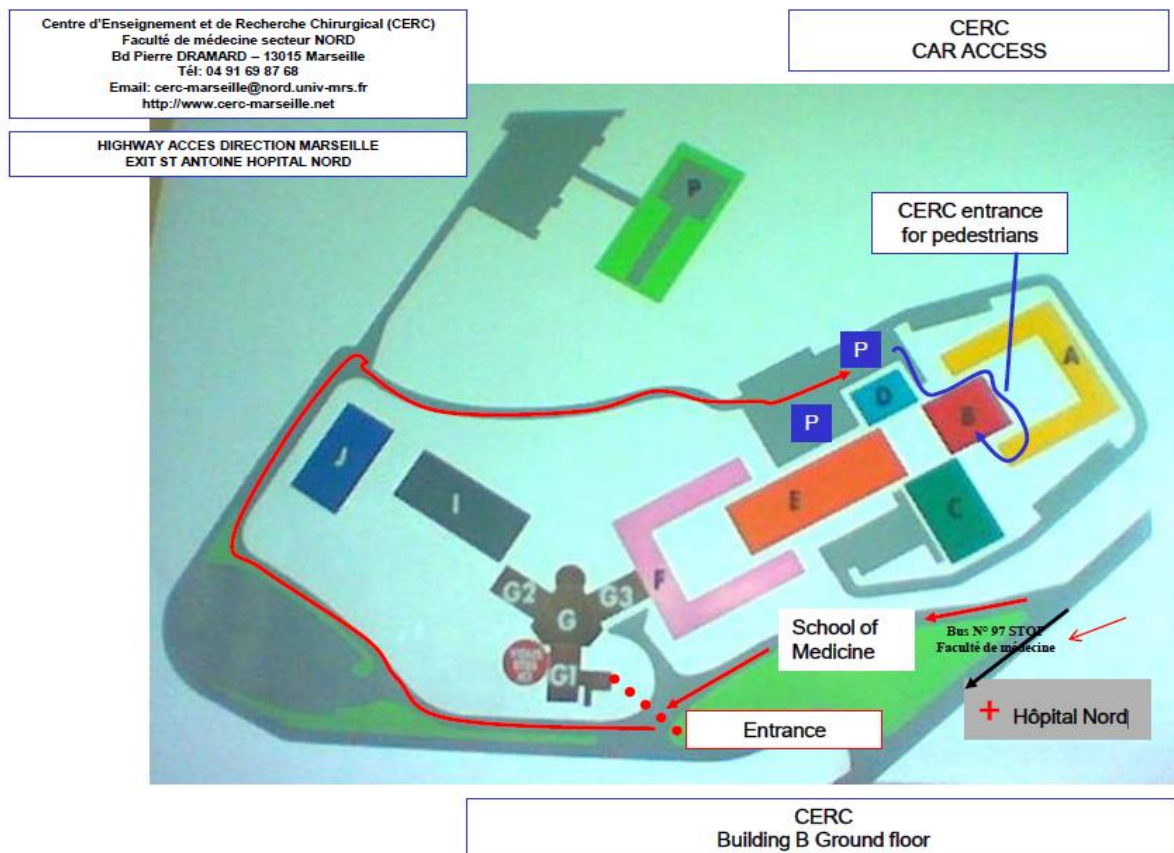 Centre d'Enseignement et de Recherche Chirurgical (CERC)
Faculté de médecine secteur NORD
Bd Pierre DRAMARD – 13015 Marseille
Tél: 04 91 69 87 68
Email: cerc-marseille@nord.univ-mrs.fr
http://www.cerc-marseille.net
CERC
CAR ACCESS
HIGHWAY ACCES DIRECTION MARSEILLE
EXIT ST ANTOINE HOPITAL NORD
P
CERC entrance
for pedestrians
P
A
D
B
P
J
I
E
C
F
G2
G3
G
G1
School of
Medicine
Bus N° 97 STOP
Faculté de médecine
Entrance
+ Hôpital Nord
CERC
Building B Ground floor